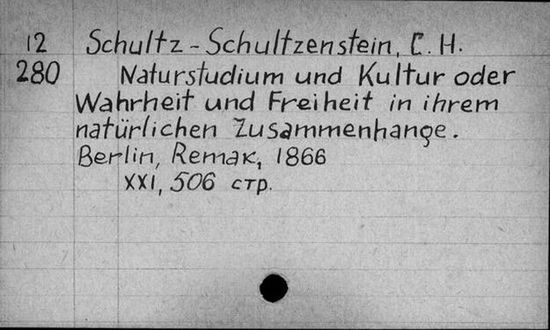 12 Schultz-Schultzenstein, C. H.
280 Naturstudium und Kultur oder
Wahrheit und Freiheit in ihrem
natürlichen Zusammenhange.
Berlin, Remak, 1866
XXI, 506 стр.